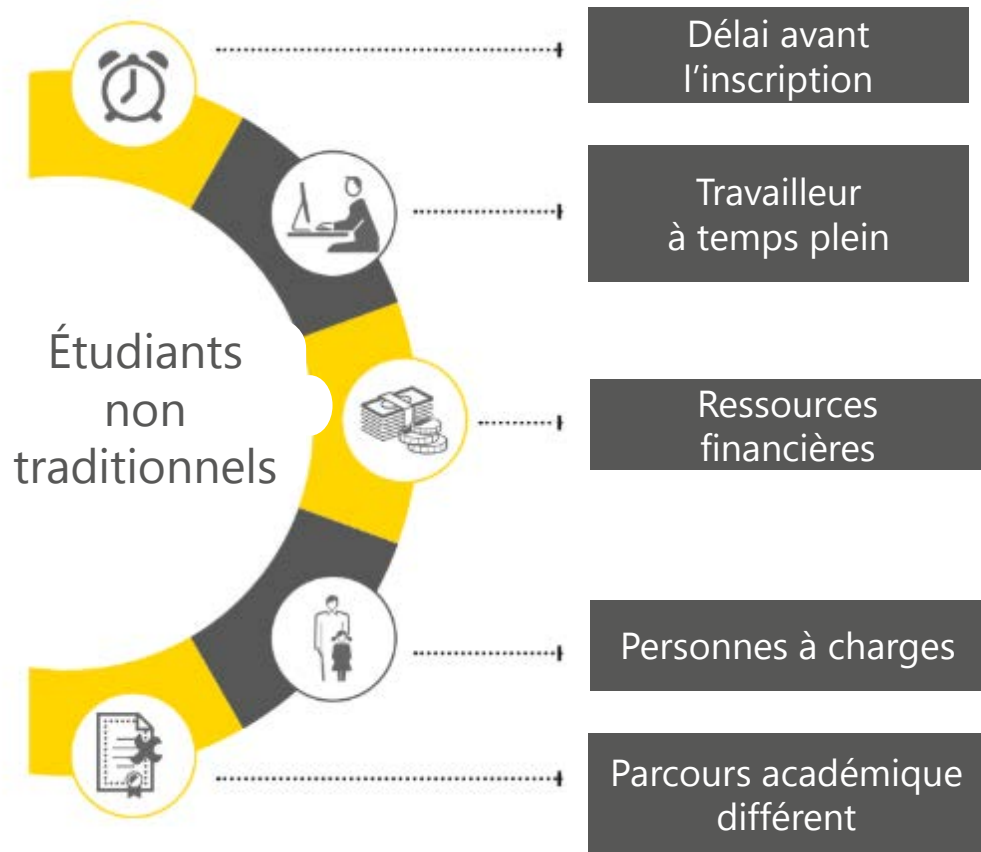 Délai avant
l’inscription
Travailleur
à temps plein
Étudiants
non
traditionnels
Ressources
financières
Personnes à charges
Parcours académique
différent